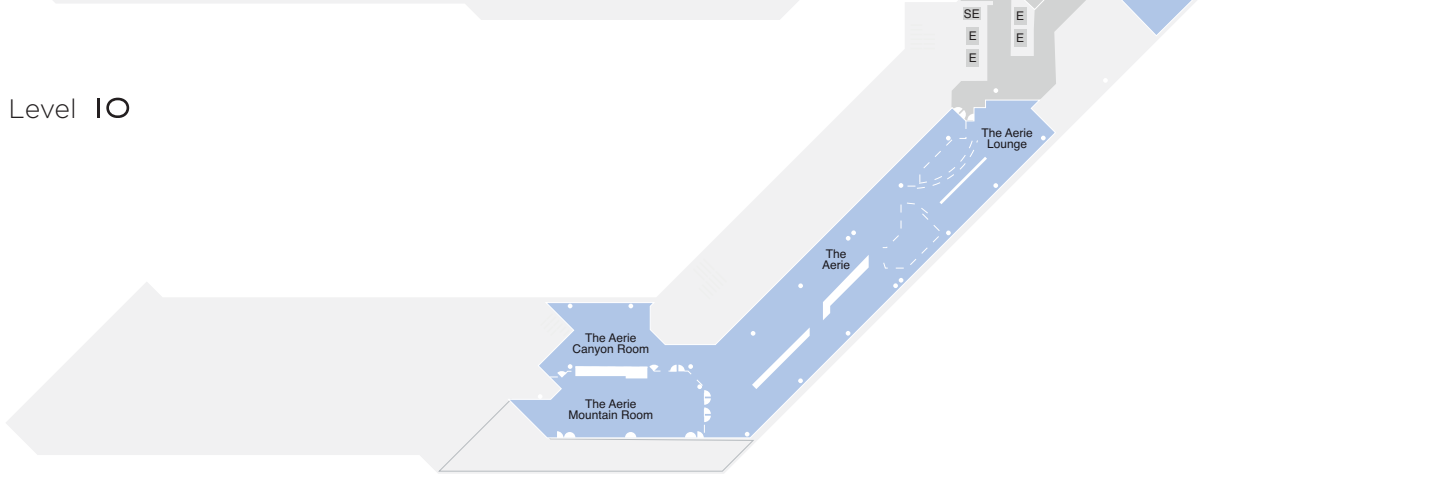 SE
E
E
E
E
Level 10
The Aerie
Lounge
The
Aerie
The Aerie
Canyon Room
The Aerie
Mountain Room